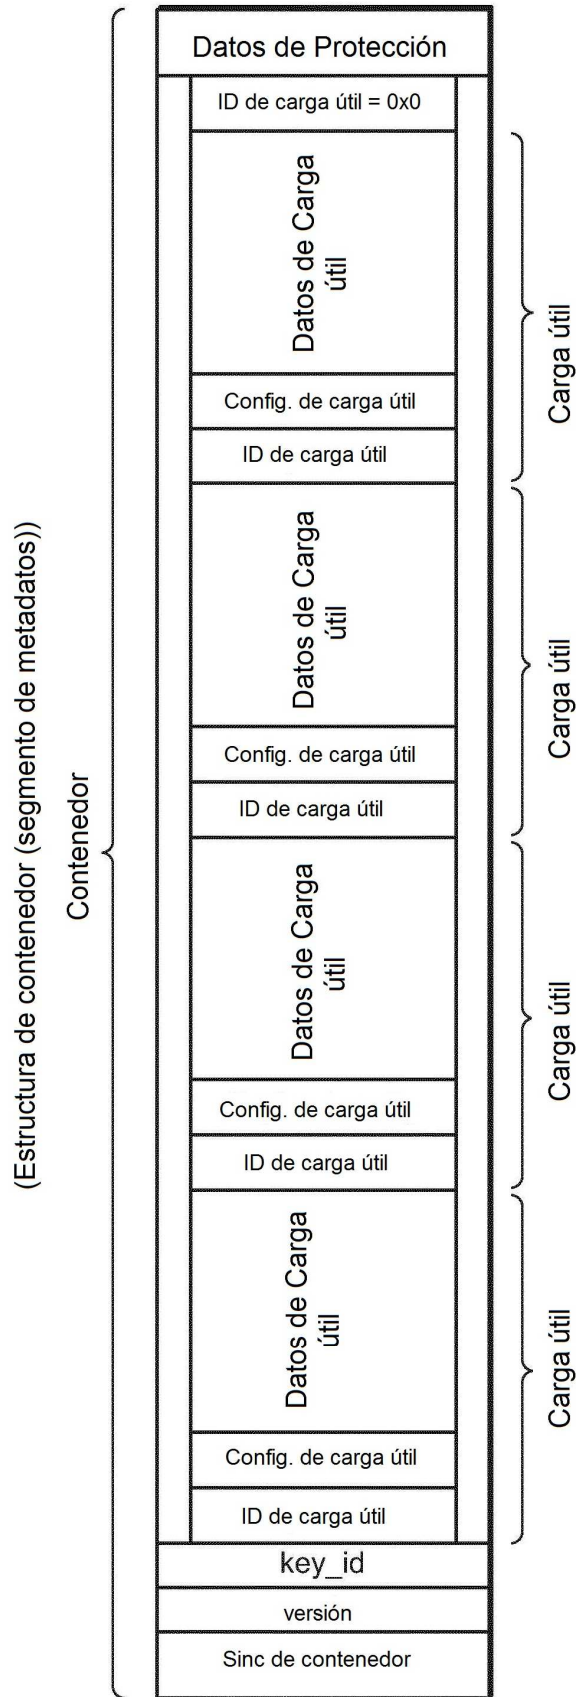 Datos de Protección
ID de carga útil = 0x0
Datos de Carga
útil
Config. de carga útil
ID de carga útil
Carga útil
Datos de Carga
útil
Config. de carga útil
ID de carga útil
Carga útil
Datos de Carga
útil
Config. de carga útil
ID de carga útil
Carga útil
Datos de Carga
útil
Config. de carga útil
ID de carga útil
Carga útil
key_id
versión
Sinc de contenedor
Contenedor
(Estructura de contenedor (segmento de metadatos))